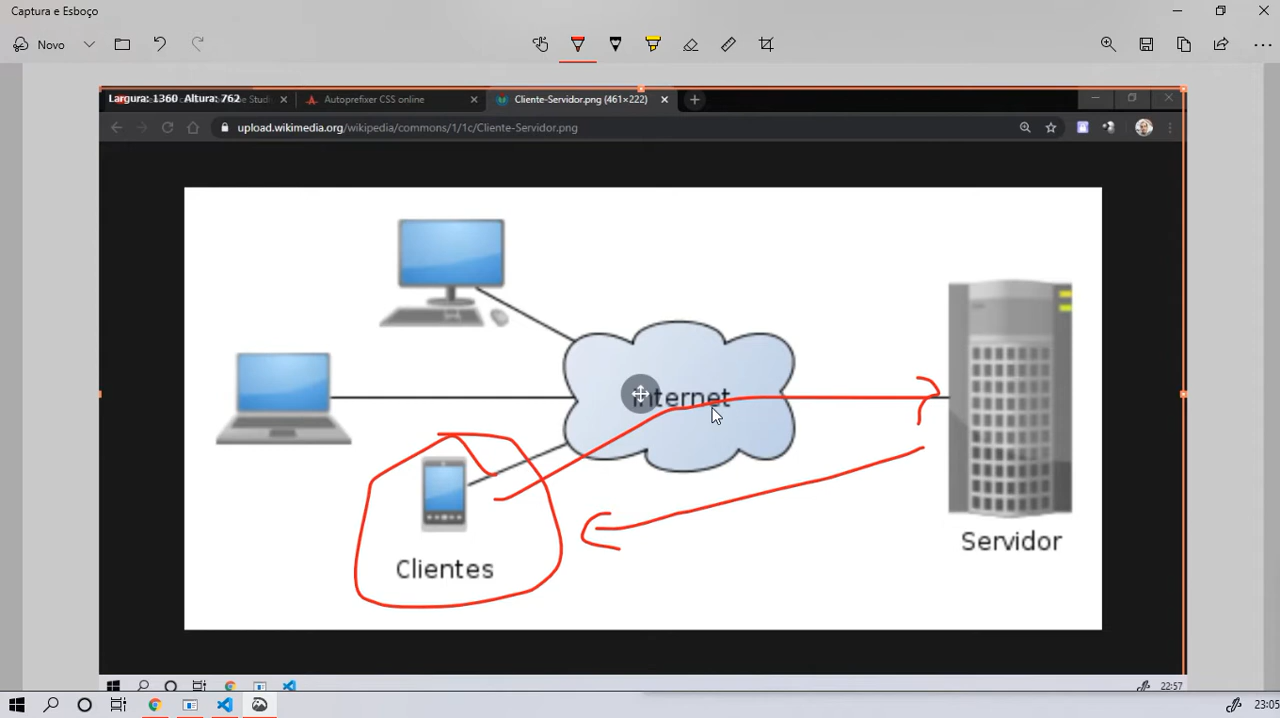 Captura e Esboço
Novo
Largura: 1360 Altura: 762
Autoprefixer CSS online
Cliente-Servidor.png (461×222)
upload.wikimedia.org/wikipedia/commons/1/1c/Cliente-Servidor.png
internet
Servidor
Clientes
22:57
23:05